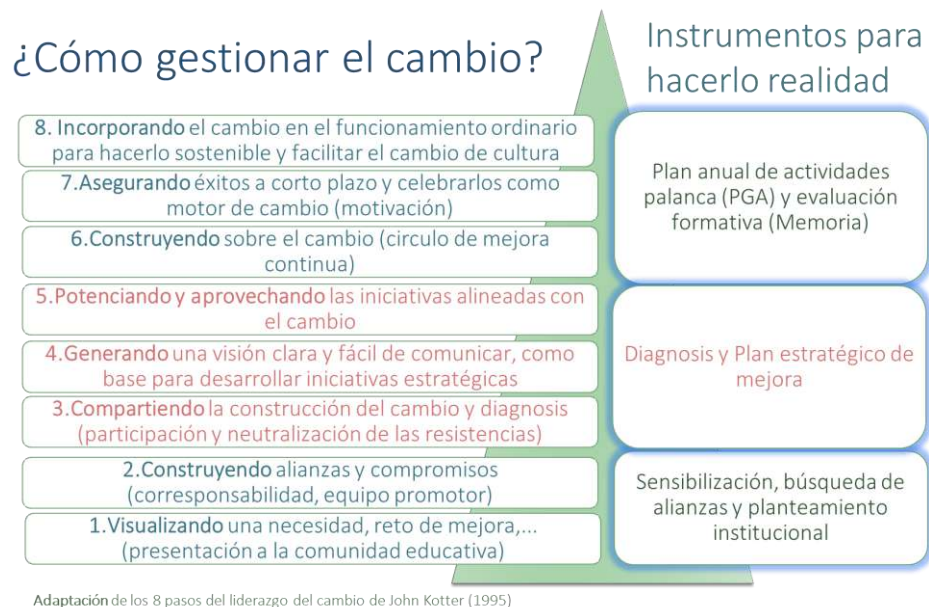 ¿Cómo gestionar el cambio?
Instrumentos para
hacerlo realidad
8. Incorporando el cambio en el funcionamiento ordinario
para hacerlo sostenible y facilitar el cambio de cultura
7.Asegurando éxitos a corto plazo y celebrarlos como
motor de cambio (motivación)
6.Construyendo sobre el cambio (circulo de mejora
continua)
5.Potenciando y aprovechando las iniciativas alineadas con
el cambio
4.Generando una visión clara y fácil de comunicar, como
base para desarrollar iniciativas estratégicas
3.Compartiendo la construcción del cambio y diagnosis
(participación y neutralización de las resistencias)
2.Construyendo alianzas y compromisos
(corresponsabilidad, equipo promotor)
1.Visualizando una necesidad, reto de mejora,...
(presentación a la comunidad educativa)
Plan anual de actividades
palanca (PGA) y evaluación
formativa (Memoria)
Diagnosis y Plan estratégico de
mejora
Sensibilización, búsqueda de
alianzas y planteamiento
institucional
Adaptación de los 8 pasos del liderazgo del cambio de John Kotter (1995)